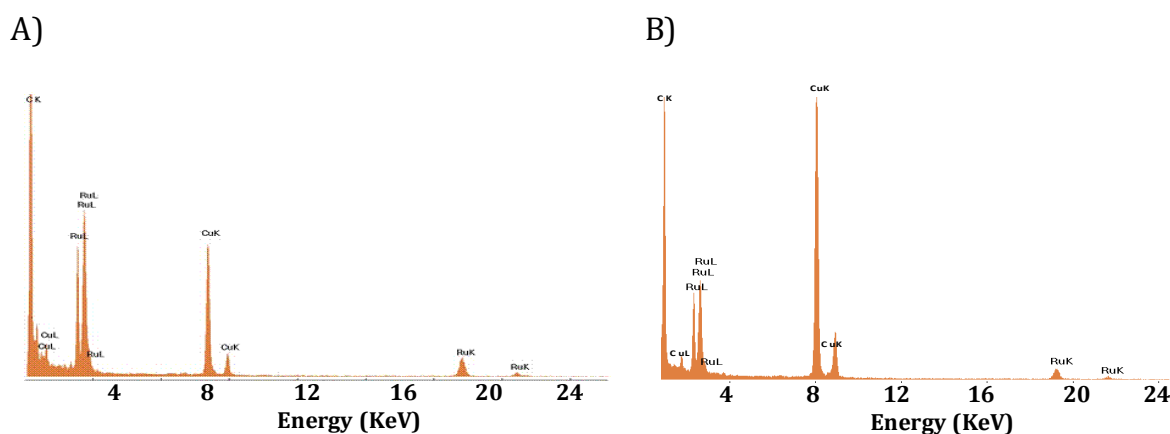 A)
C K
RuL
RuL
RuL
CuL
CuL
RuL
CuK
CuK
RuK
RuK
4 8 12 16 20 24
Energy (KeV)
B)
C K
CuK
RuL
RuL
RuL
C uL
RuL
C uK
RuK
RuK
4 8 12 16 20 24
Energy (KeV)